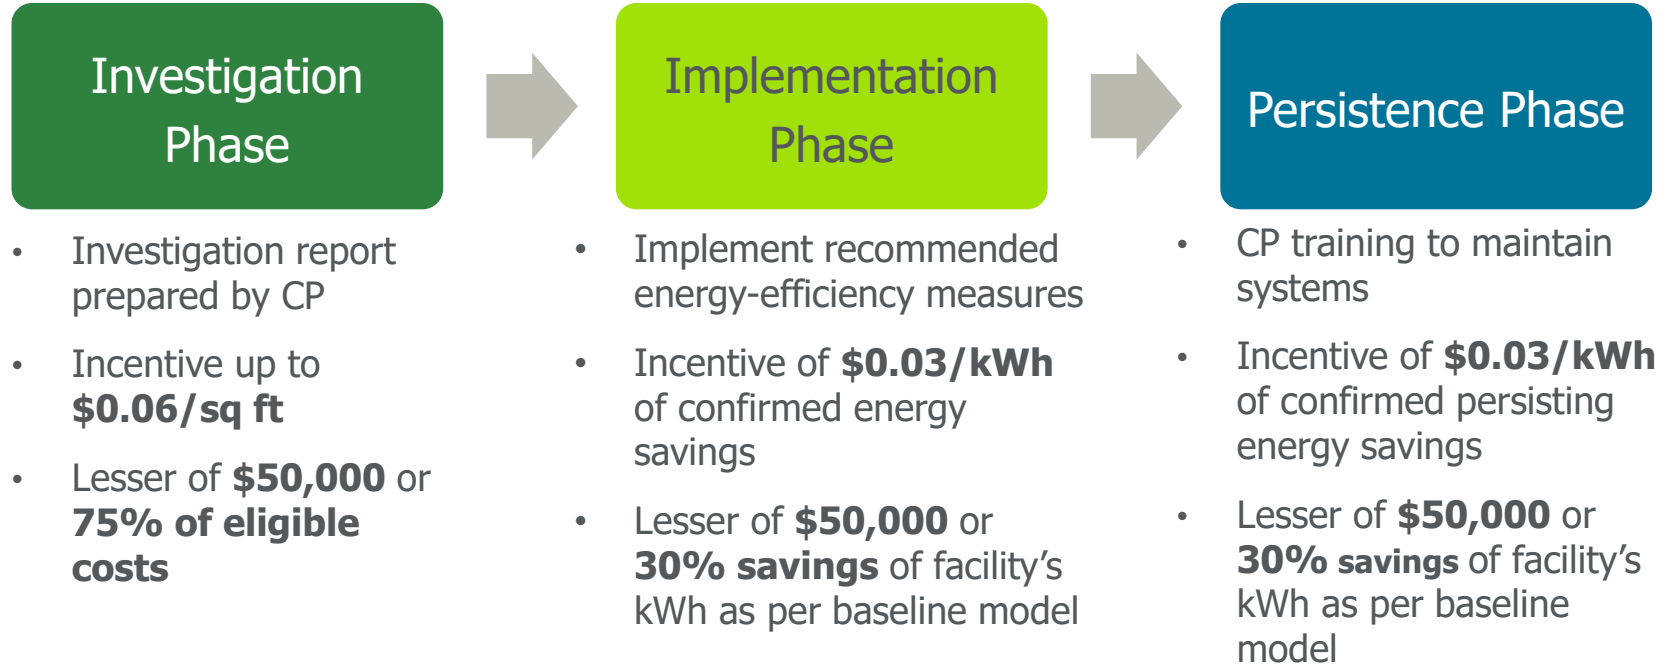 Investigation
Phase
• Investigation report
prepared by CP
• Incentive up to
$0.06/sq ft
• Lesser of $50,000 or
75% of eligible
costs
Implementation
Phase
• Implement recommended
energy-efficiency measures
• Incentive of $0.03/kWh
of confirmed energy
savings
• Lesser of $50,000 or
30% savings of facility’s
kWh as per baseline model
Persistence Phase
• CP training to maintain
systems
• Incentive of $0.03/kWh
of confirmed persisting
energy savings
• Lesser of $50,000 or
30% savings of facility’s
kWh as per baseline
model